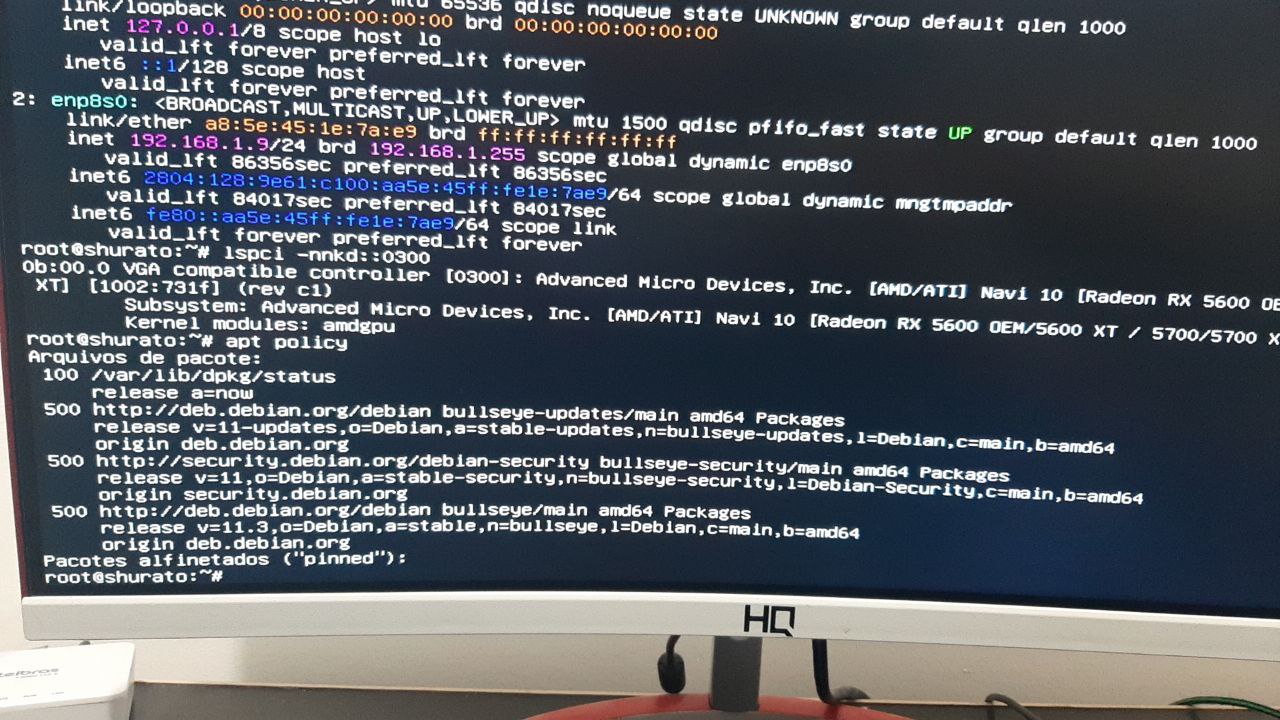 mtu 65536 qdisc noqueue state UNKNOWN group default qlen 1000
link/loopback 00:00:00:00:00:00 brd 00:00:00:00:00:00
inet 127.0.0.1/8 scope host lo
valid_lft forever preferred_lft forever
inet6 ::1/128 scope host
valid_lft forever preferred_lft forever
2: enp8s0: <BROADCAST,MULTICAST,UP,LOWER_UP> mtu 1500 qdisc pfifo_fast state UP group default qlen 1000
link/ether a8:5e:45:1e:7a:e9 brd ff:ff:ff:ff:ff:ff
inet 192.168.1.9/24 brd 192.168.1.255 scope global dynamic enp8s0
valid_lft 86356sec preferred_lft 86356sec
inet6 2804:128:9e61:c100:aa5e:45ff:fe1e:7ae9/64 scope global dynamic mngtmpaddr
valid_lft 84017sec preferred_lft 84017sec
inet6 fe80::aa5e:45ff:fe1e:7ae9/64 scope link
valid_lft forever preferred_lft forever
root@shurato:~# lspci -nnkd::0300
0b:00.0 VGA compatible controller [0300]: Advanced Micro Devices, Inc. [AMD/ATI] Navi 10 [Radeon RX 5600 OE
XT] [1002:731f] (rev c1)
Subsystem: Advanced Micro Devices, Inc. [AMD/ATI] Navi 10 [Radeon RX 5600 OEM/5600 XT / 5700/5700 X
Kernel modules: amdgpu
root@shurato:~# apt policy
Arquivos de pacote:
100 /var/lib/dpkg/status
release a=now
500 http://deb.debian.org/debian bullseye-updates/main amd64 Packages
release v=11-updates,o=Debian,a=stable-updates,n=bullseye-updates,l=Debian,c=main,b=amd64
origin deb.debian.org
500 http://security.debian.org/debian-security bullseye-security/main amd64 Packages
release v=11,o=Debian,a=stable-security,n=bullseye-security,l=Debian-Security,c=main,b=amd64
origin security.debian.org
500 http://deb.debian.org/debian bullseye/main amd64 Packages
release v=11.3,o=Debian,a=stable,n=bullseye,l=Debian,c=main,b=amd64
origin deb.debian.org
Pacotes alfinetados ("pinned"):
root@shurato:~#
HQ